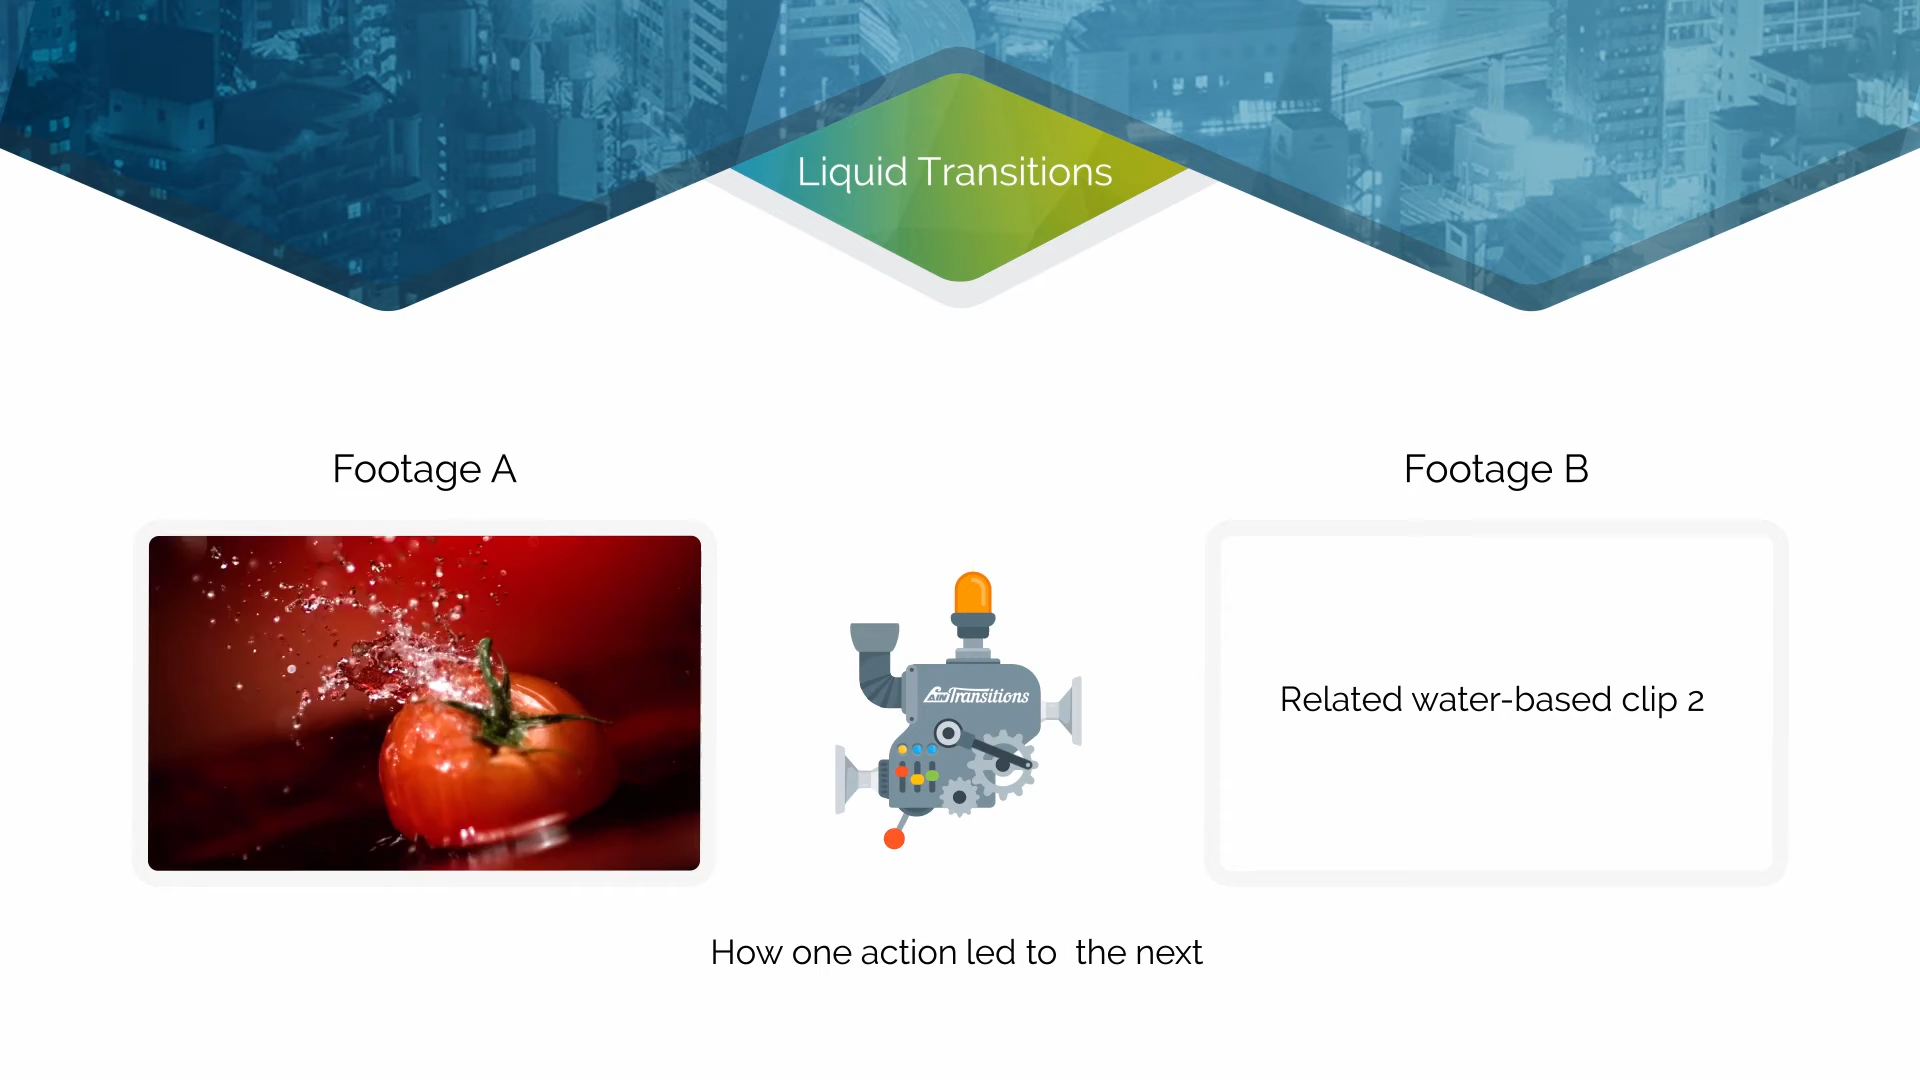 Liquid Transitions
Footage A
Footage B
Transitions
Related water-based clip 2
How one action led to the next